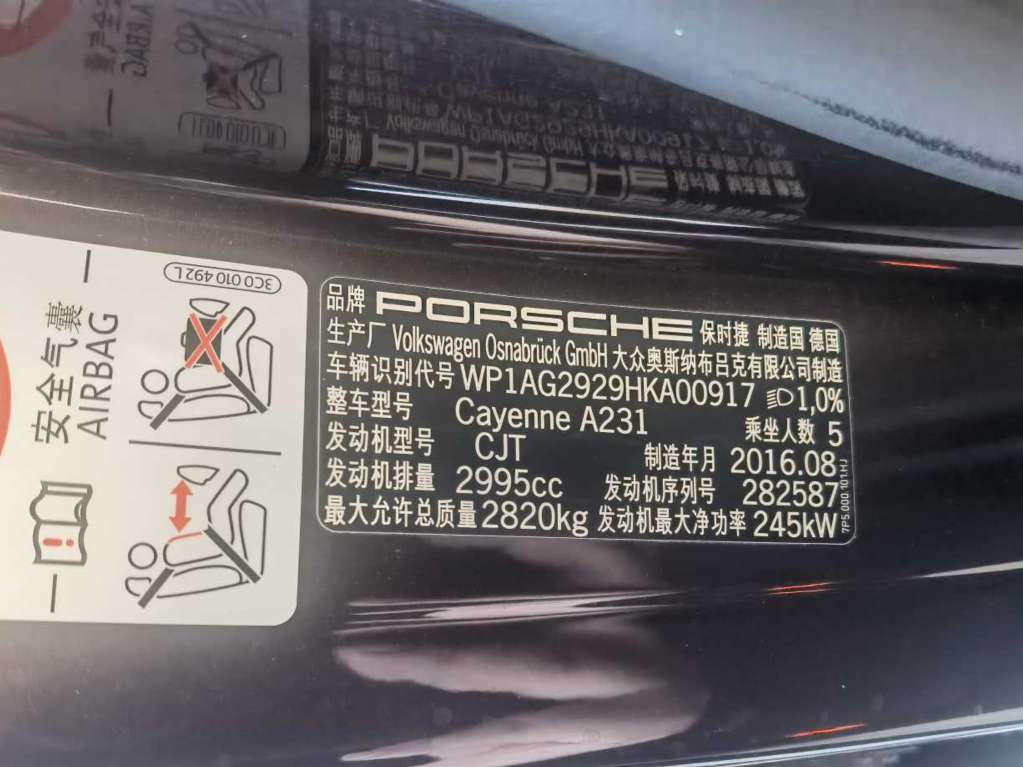 3C0 010 492 L
安全气囊
AIRBAG
品牌 PORSCHE 保时捷 制造国 德国
生产厂 Volkswagen Osnabrück GmbH 大众奥斯纳布吕克有限公司制造
车辆识别代号 WP1AG2929HKA00917 1,0%
整车型号 Cayenne A231 乘坐人数 5
发动机型号 CJT 制造年月 2016.08
发动机排量 2995cc 发动机序列号 282587
最大允许总质量 2820kg 发动机最大净功率 245kW
7P5.000.101.HJ